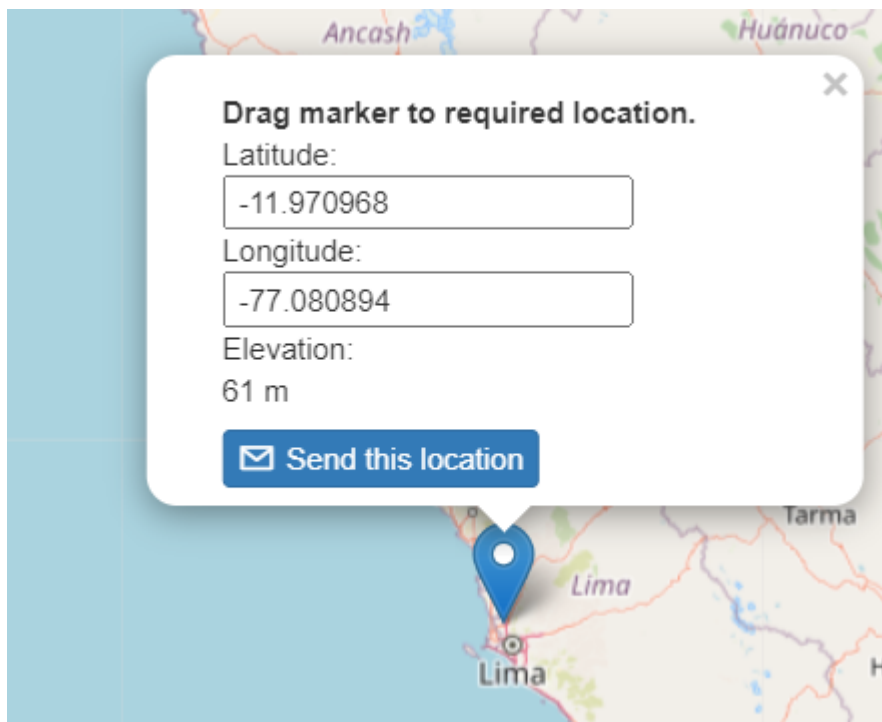 Ancash
Huánuco
×
Drag marker to required location.
Latitude:
-11.970968
Longitude:
-77.080894
Elevation:
61 m
Send this location
Tarma
Lima
Lima
H